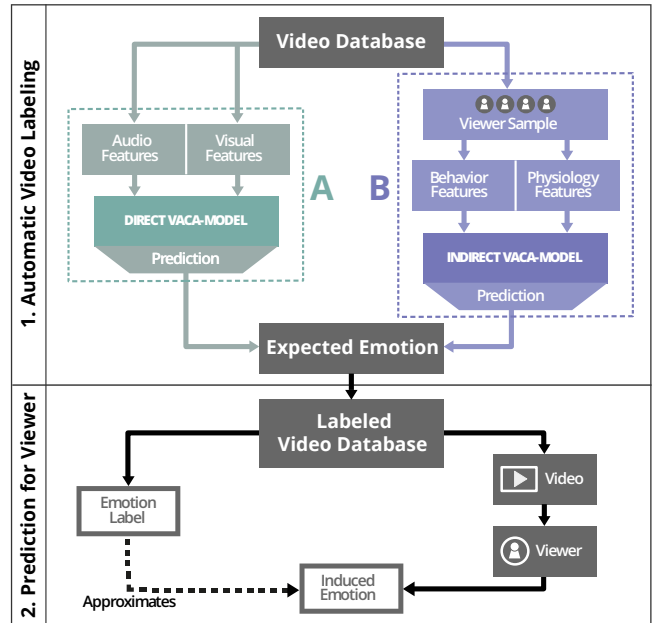 1. Automatic Video Labeling
Video Database
Audio
Features
Visual
Features
DIRECT VACA-MODEL
Prediction
A
B
Viewer Sample
Behavior
Features
Physiology
Features
INDIRECT VACA-MODEL
Prediction
Expected Emotion
2. Prediction for Viewer
Labeled
Video Database
Emotion
Label
Video
Viewer
Approximates
Induced
Emotion